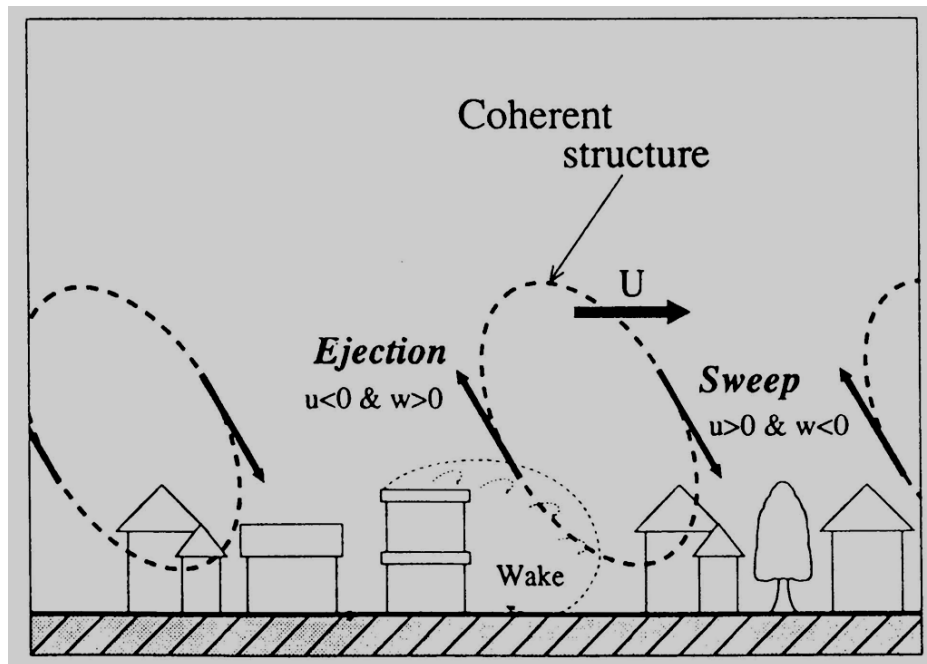 Coherent
structure
U
Ejection
u<0 & w>0
Sweep
u>0 & w<0
Wake